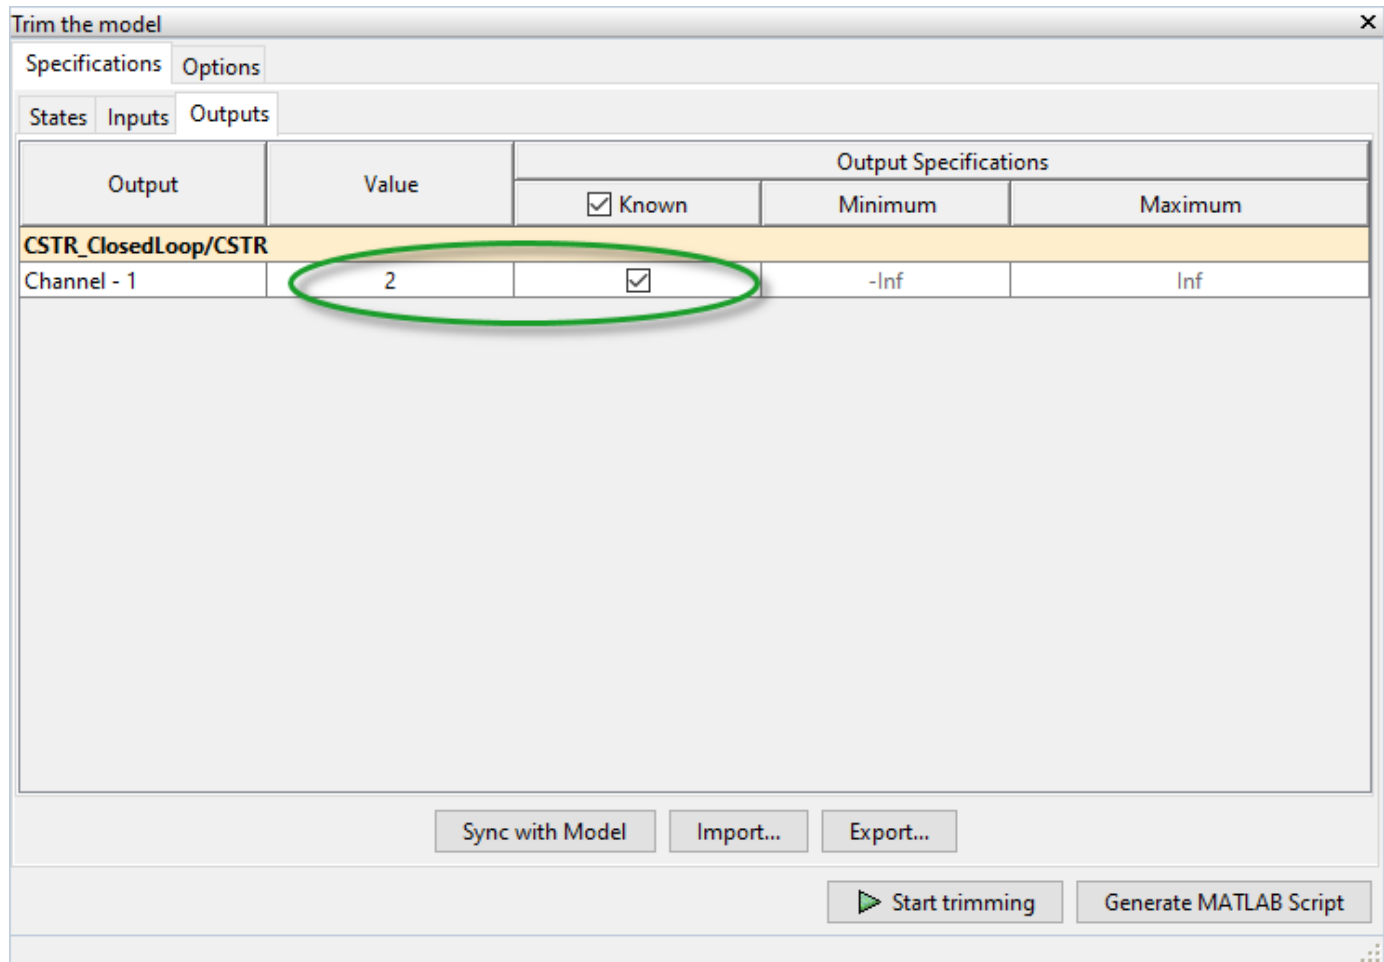 Trim the model
Specifications Options
States Inputs Outputs
Output Value Output Specifications
Known Minimum Maximum
CSTR_ClosedLoop/CSTR
Channel - 1 2 -Inf Inf
Sync with Model Import... Export...
Start trimming Generate MATLAB Script